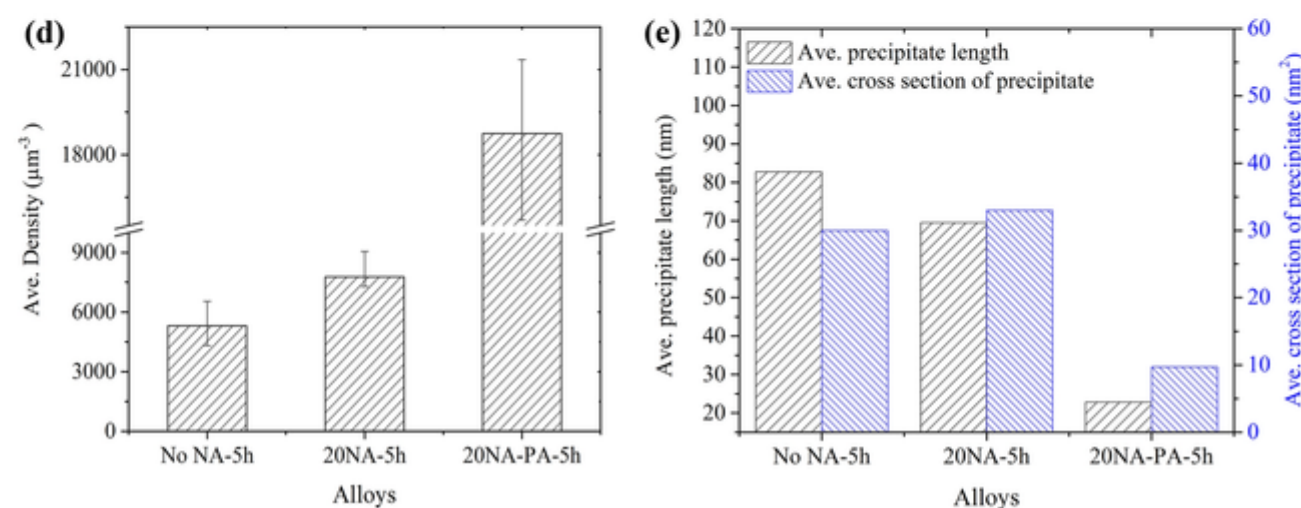 (d)
Ave. Density (μm⁻³ )
21000
18000
9000
6000
3000
0
No NA-5h 20NA-5h 20NA-PA-5h
Alloys
(e)
Ave. precipitate length (nm)
120
110
100
90
80
70
60
50
40
30
20
Ave. precipitate length
Ave. cross section of precipitate
60
50
40
30
20
10
0
Ave. cross section of precipitate (nm²)
No NA-5h 20NA-5h 20NA-PA-5h
Alloys